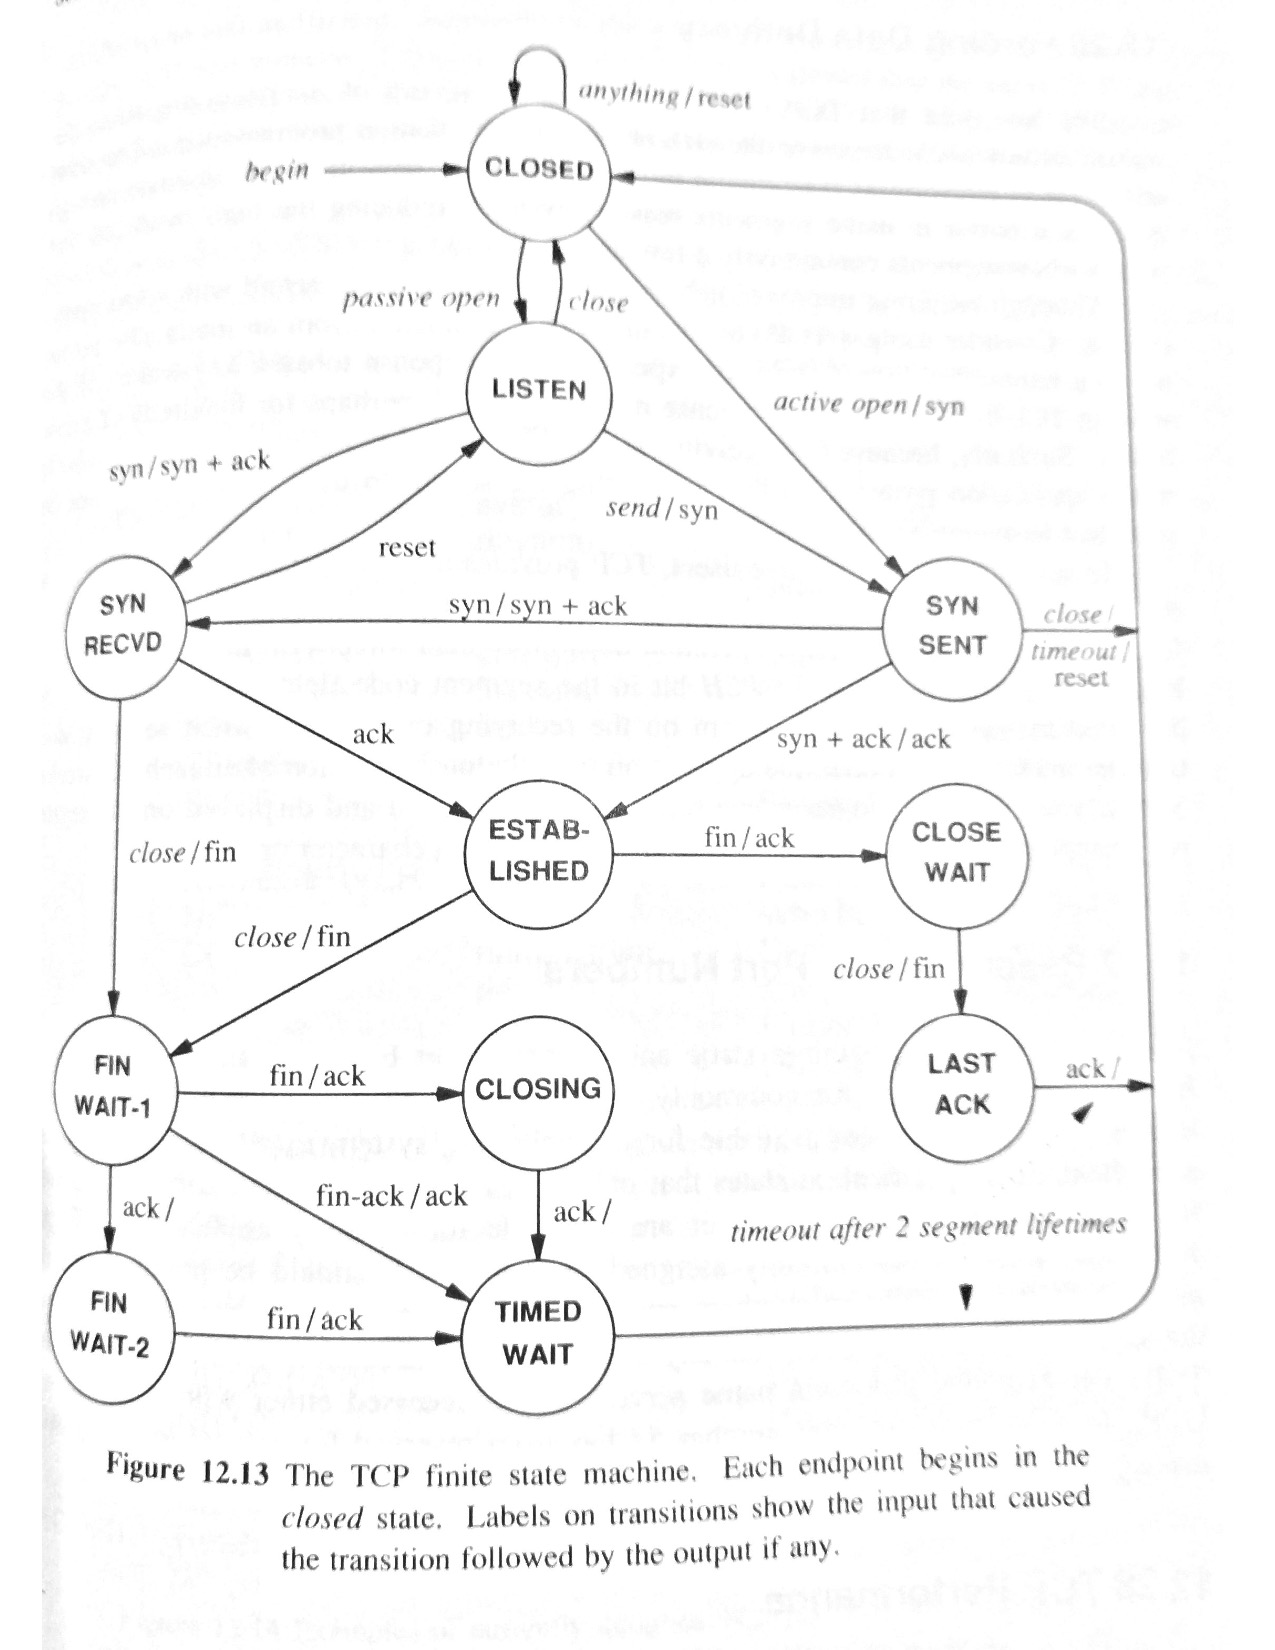 anything / reset
begin
CLOSED
passive open
close
LISTEN
active open / syn
syn / syn + ack
send / syn
reset
SYN
RECVD
syn / syn + ack
SYN
SENT
close /
timeout /
reset
ack
syn + ack / ack
close / fin
ESTAB-
LISHED
fin / ack
CLOSE
WAIT
close / fin
close / fin
FIN
WAIT-1
fin / ack
CLOSING
LAST
ACK
ack /
ack /
fin-ack / ack
ack /
timeout after 2 segment lifetimes
FIN
WAIT-2
fin / ack
TIMED
WAIT
Figure 12.13 The TCP finite state machine. Each endpoint begins in the
closed state. Labels on transitions show the input that caused
the transition followed by the output if any.